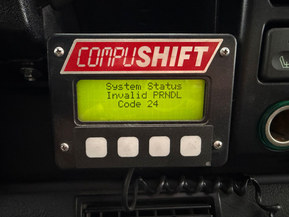 COMPUSHIFT
System Status
Invalid PRNDL
Code 24